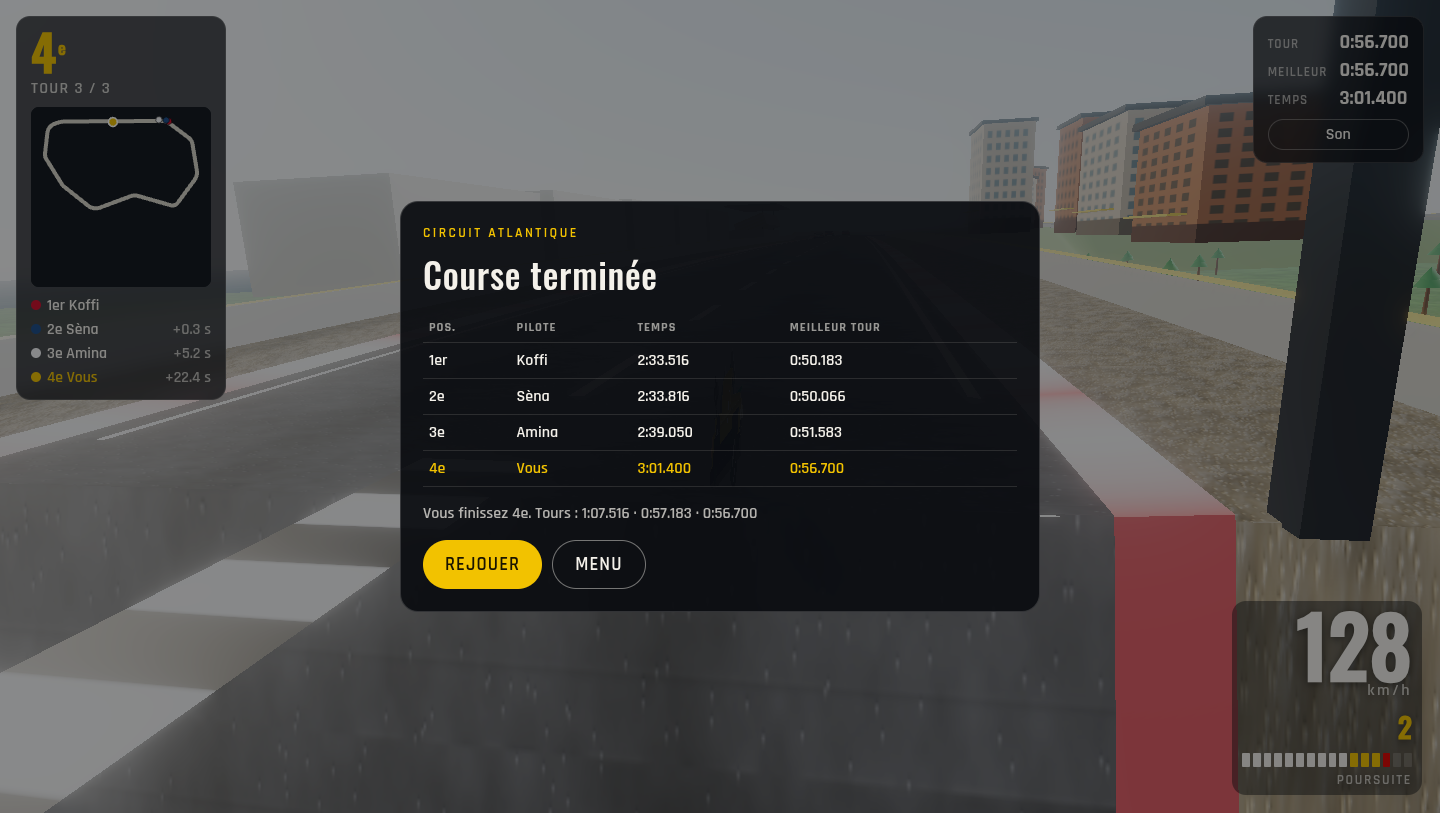 4e
TOUR 3 / 3
1er Koffi
2e Sèna +0.3 s
3e Amina +5.2 s
4e Vous +22.4 s
TOUR 0:56.700
MEILLEUR 0:56.700
TEMPS 3:01.400
Son
CIRCUIT ATLANTIQUE
Course terminée
POS. PILOTE TEMPS MEILLEUR TOUR
1er Koffi 2:33.516 0:50.183
2e Sèna 2:33.816 0:50.066
3e Amina 2:39.050 0:51.583
4e Vous 3:01.400 0:56.700
Vous finissez 4e. Tours : 1:07.516 · 0:57.183 · 0:56.700
REJOUER MENU
128
km/h
2
POURSUITE